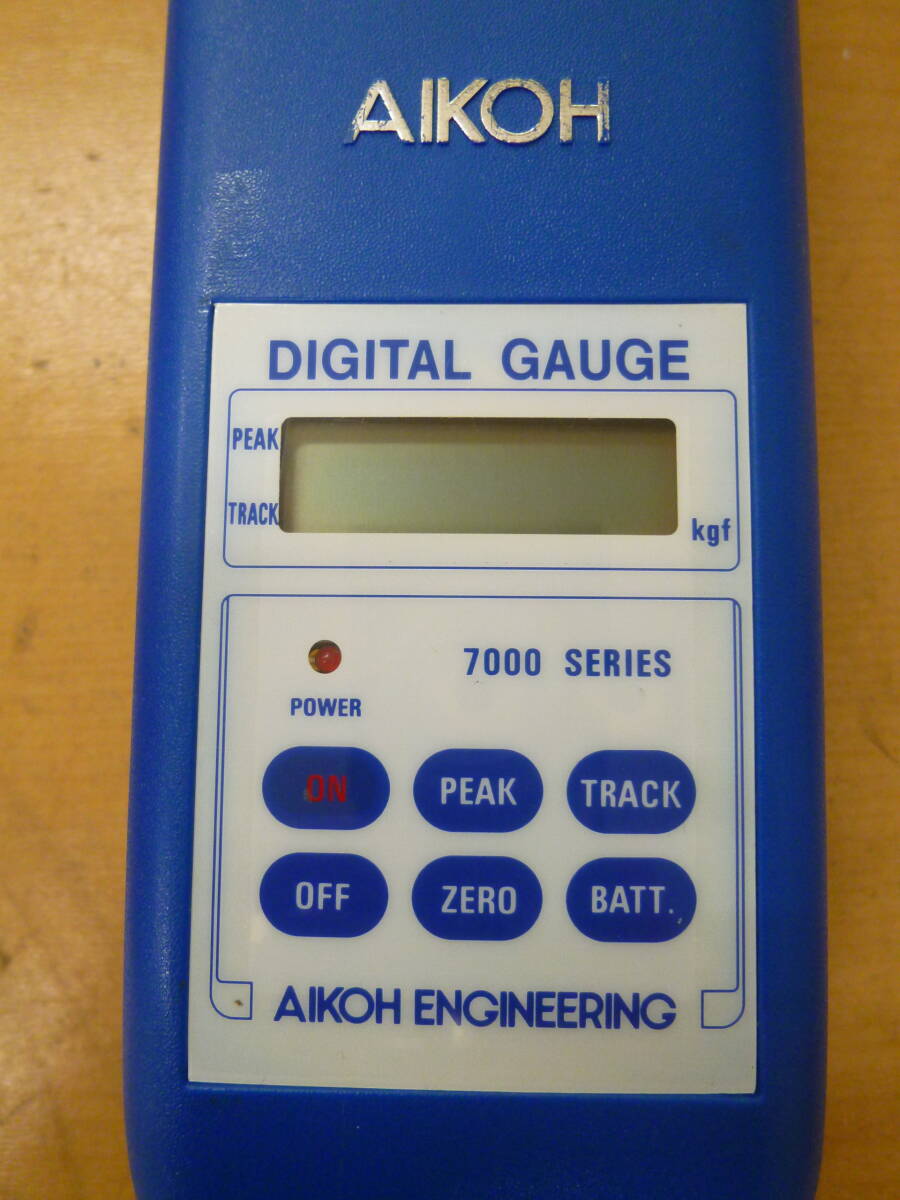 AIKOH
DIGITAL GAUGE
PEAK
TRACK
kgf
7000 SERIES
POWER
ON PEAK TRACK
OFF ZERO BATT.
AIKOH ENGINEERING